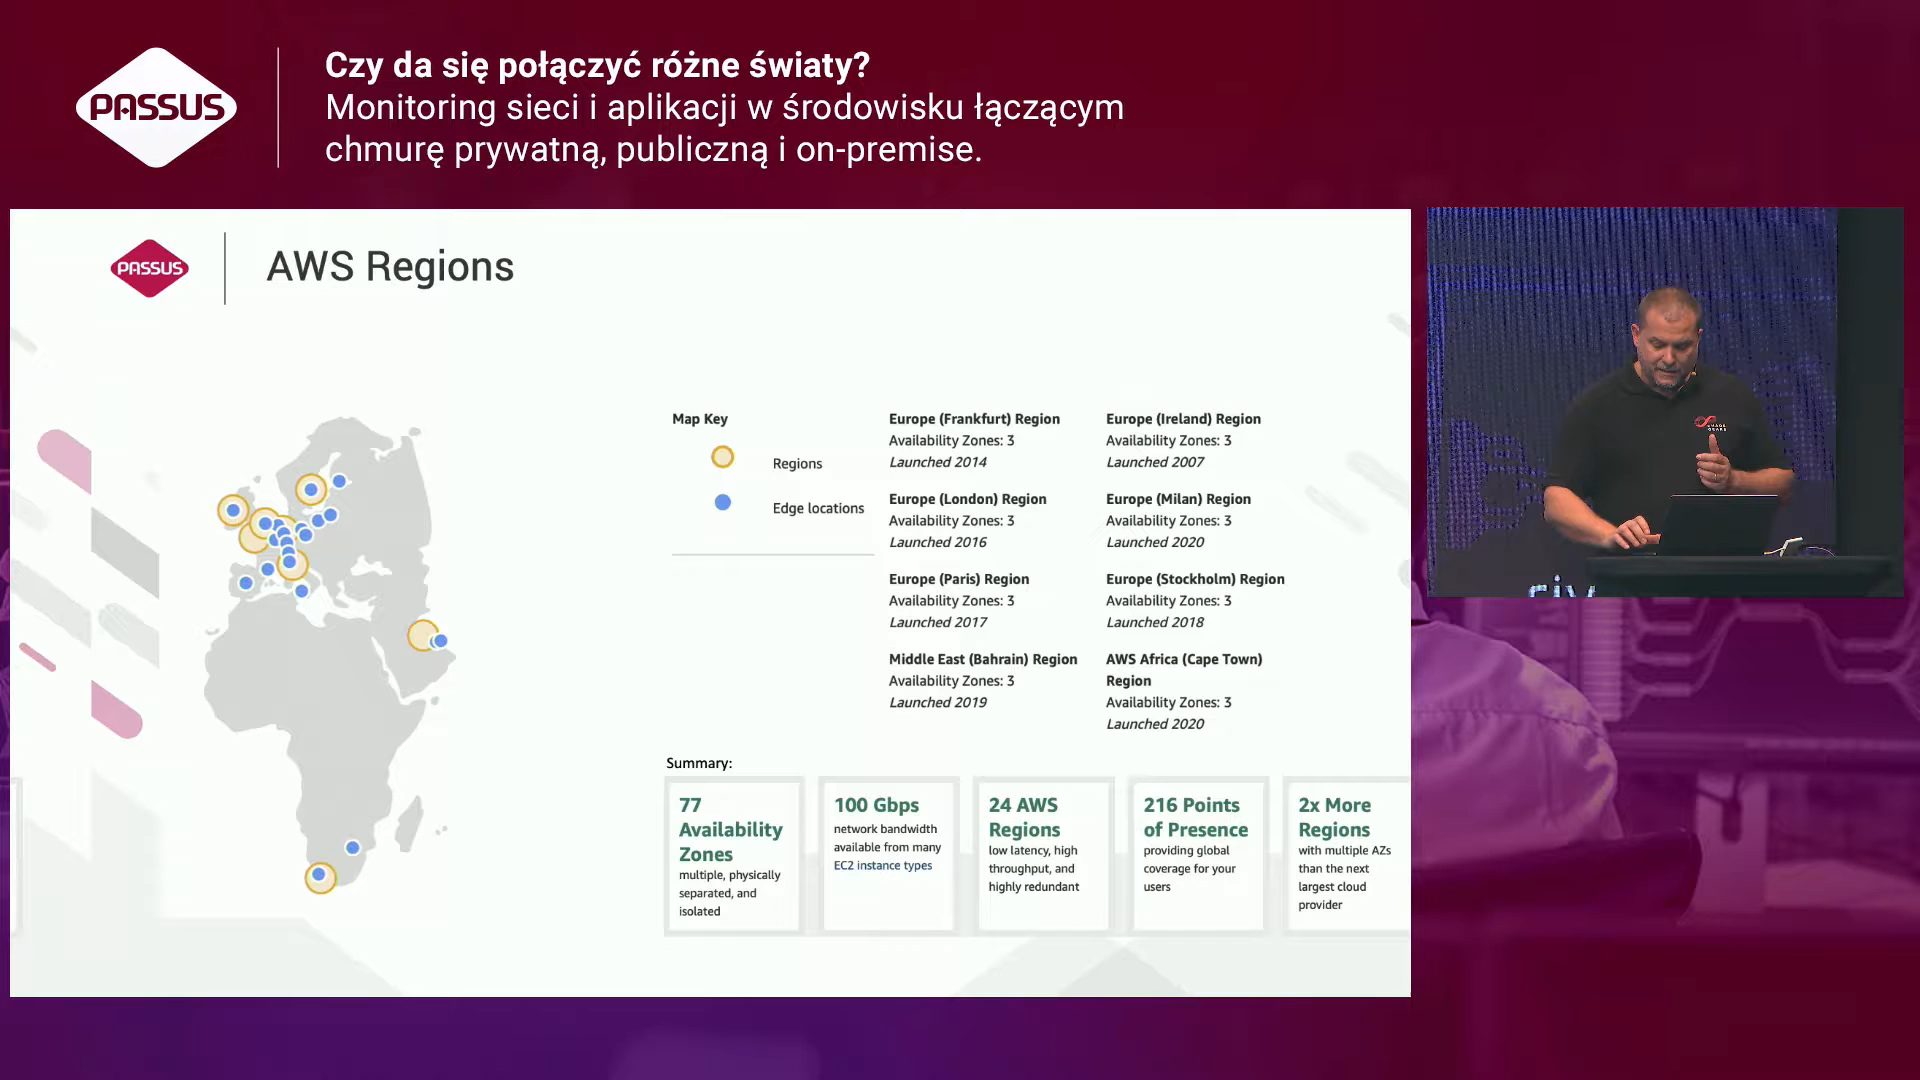 PASSUS
Czy da się połączyć różne światy?
Monitoring sieci i aplikacji w środowisku łączącym
chmurę prywatną, publiczną i on-premise.
PASSUS
AWS Regions
Map Key
Regions
Edge locations
Europe (Frankfurt) Region
Availability Zones: 3
Launched 2014
Europe (Ireland) Region
Availability Zones: 3
Launched 2007
Europe (London) Region
Availability Zones: 3
Launched 2016
Europe (Milan) Region
Availability Zones: 3
Launched 2020
Europe (Paris) Region
Availability Zones: 3
Launched 2017
Europe (Stockholm) Region
Availability Zones: 3
Launched 2018
Middle East (Bahrain) Region
Availability Zones: 3
Launched 2019
AWS Africa (Cape Town)
Region
Availability Zones: 3
Launched 2020
Summary:
77
Availability
Zones
multiple, physically
separated, and
isolated
100 Gbps
network bandwidth
available from many
EC2 instance types
24 AWS
Regions
low latency, high
throughput, and
highly redundant
216 Points
of Presence
providing global
coverage for your
users
2x More
Regions
with multiple AZs
than the next
largest cloud
provider